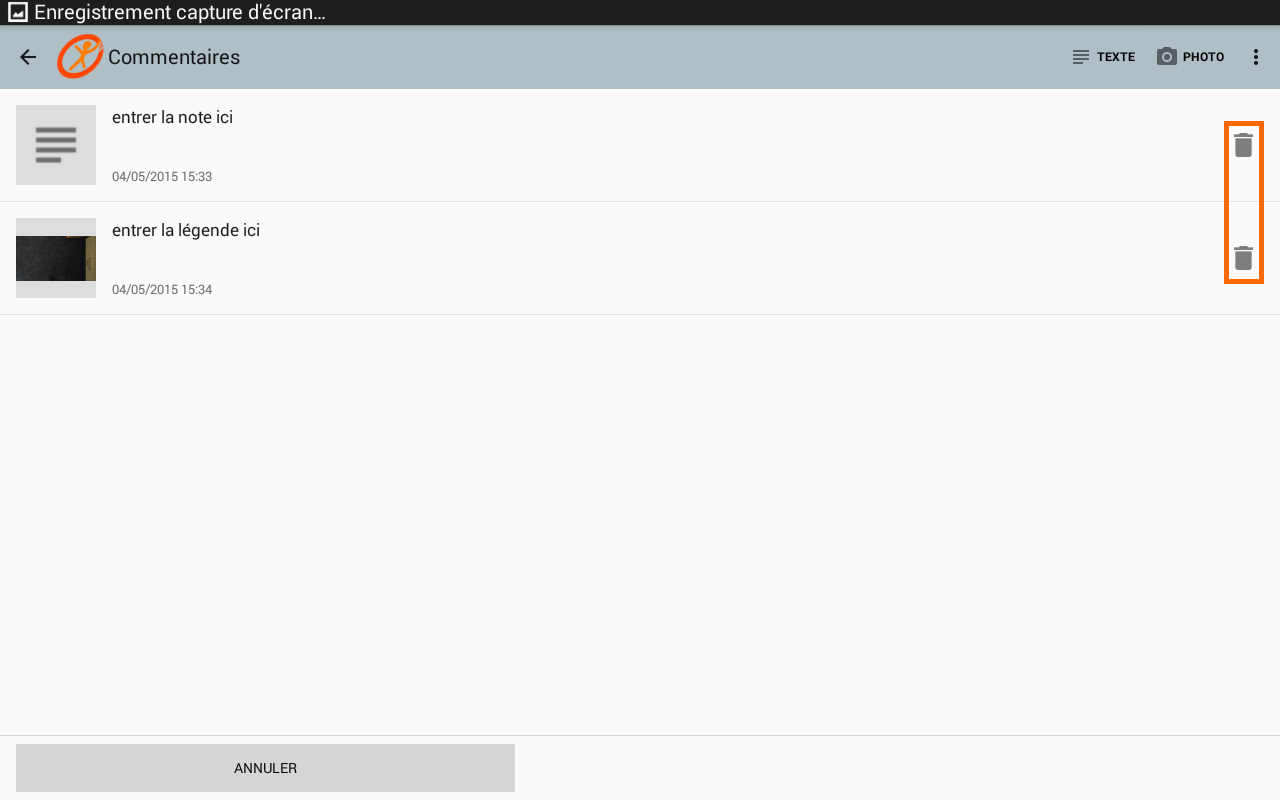 Enregistrement capture d'écran...
Commentaires
TEXTE
PHOTO
entrer la note ici
04/05/2015 15:33
entrer la légende ici
04/05/2015 15:34
ANNULER